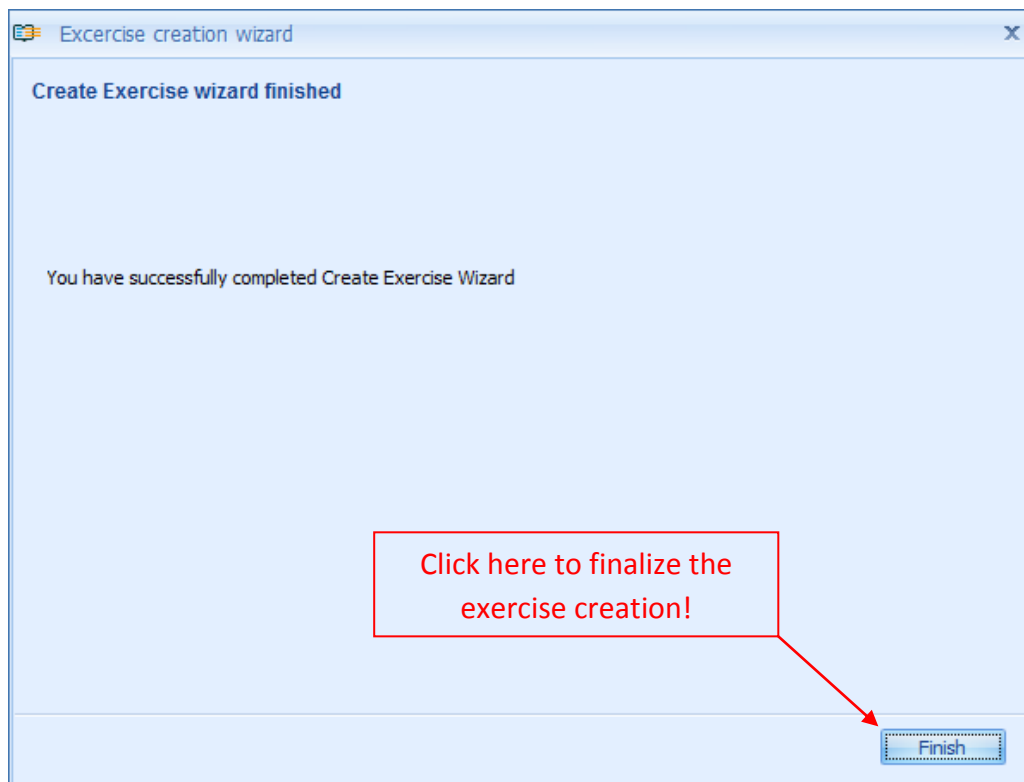 Excercise creation wizard
Create Exercise wizard finished
You have successfully completed Create Exercise Wizard
Click here to finalize the
exercise creation!
Finish